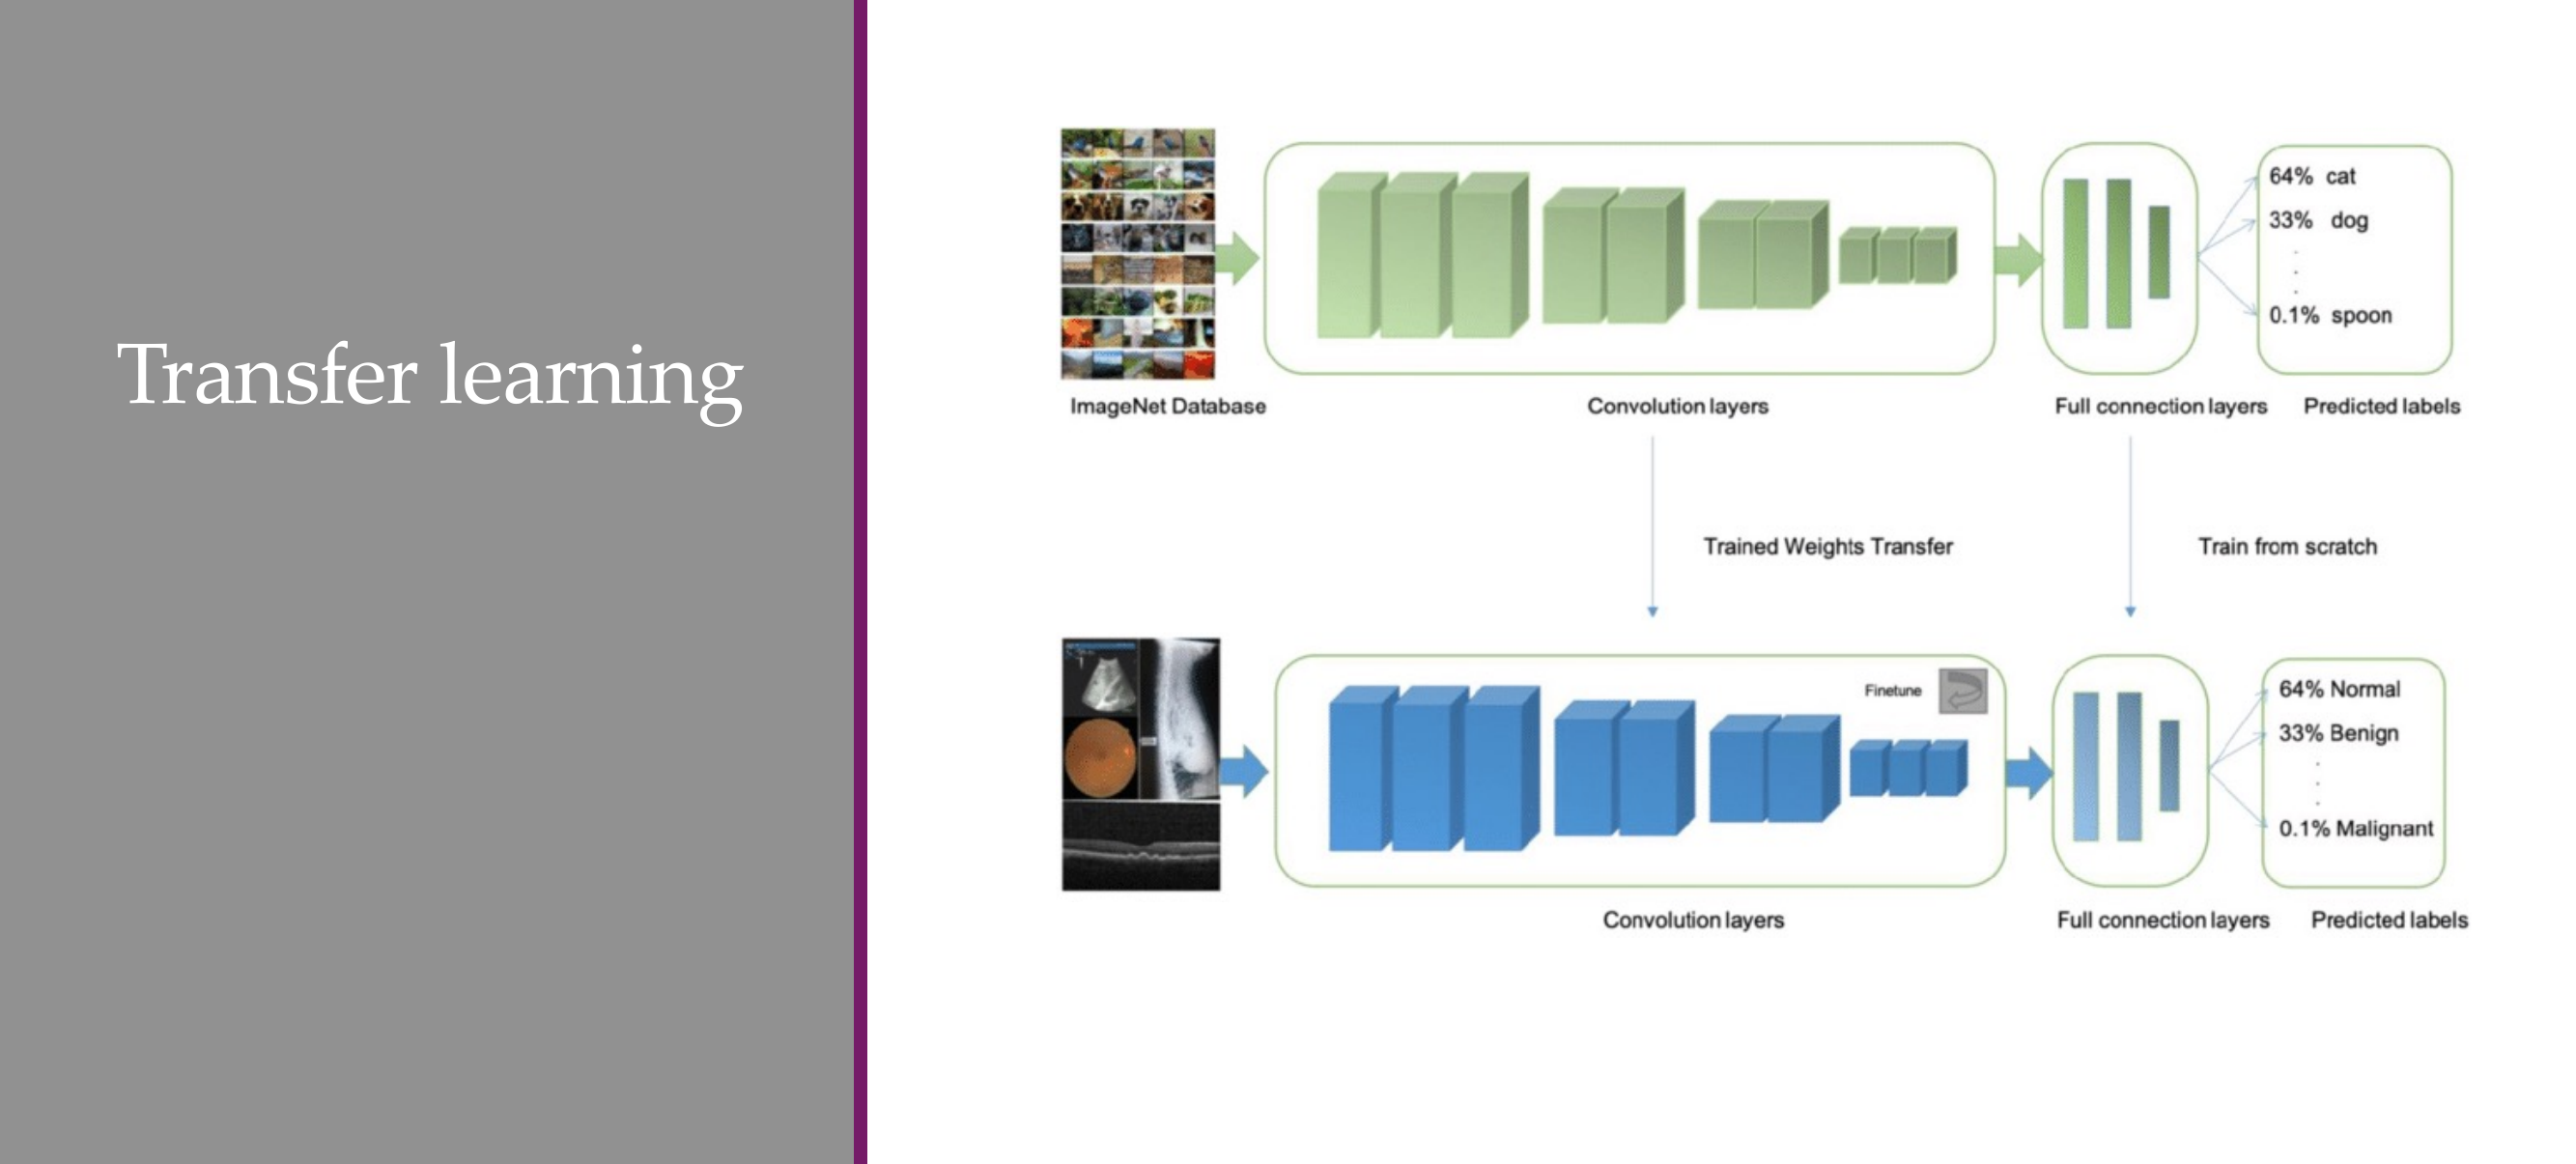 Transfer learning
64% cat
33% dog
0.1% spoon
ImageNet Database
Convolution layers
Full connection layers
Predicted labels
Trained Weights Transfer
Train from scratch
Finetune
64% Normal
33% Benign
0.1% Malignant
Convolution layers
Full connection layers
Predicted labels